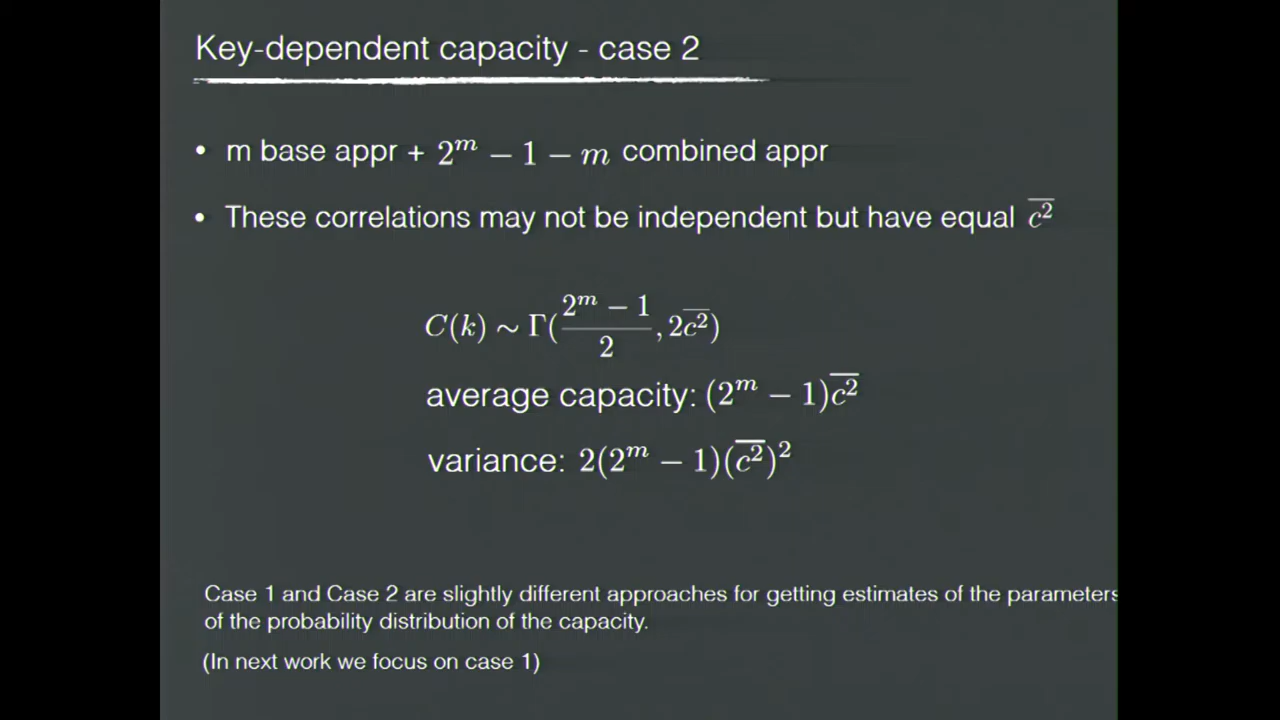 Key-dependent capacity - case 2
• m base appr + $2^m - 1 - m$ combined appr
• These correlations may not be independent but have equal $\overline{c^2}$
$C(k) \sim \Gamma(\frac{2^m - 1}{2}, 2\overline{c^2})$
average capacity: $(2^m - 1)\overline{c^2}$
variance: $2(2^m - 1)(\overline{c^2})^2$
Case 1 and Case 2 are slightly different approaches for getting estimates of the parameters
of the probability distribution of the capacity.
(In next work we focus on case 1)